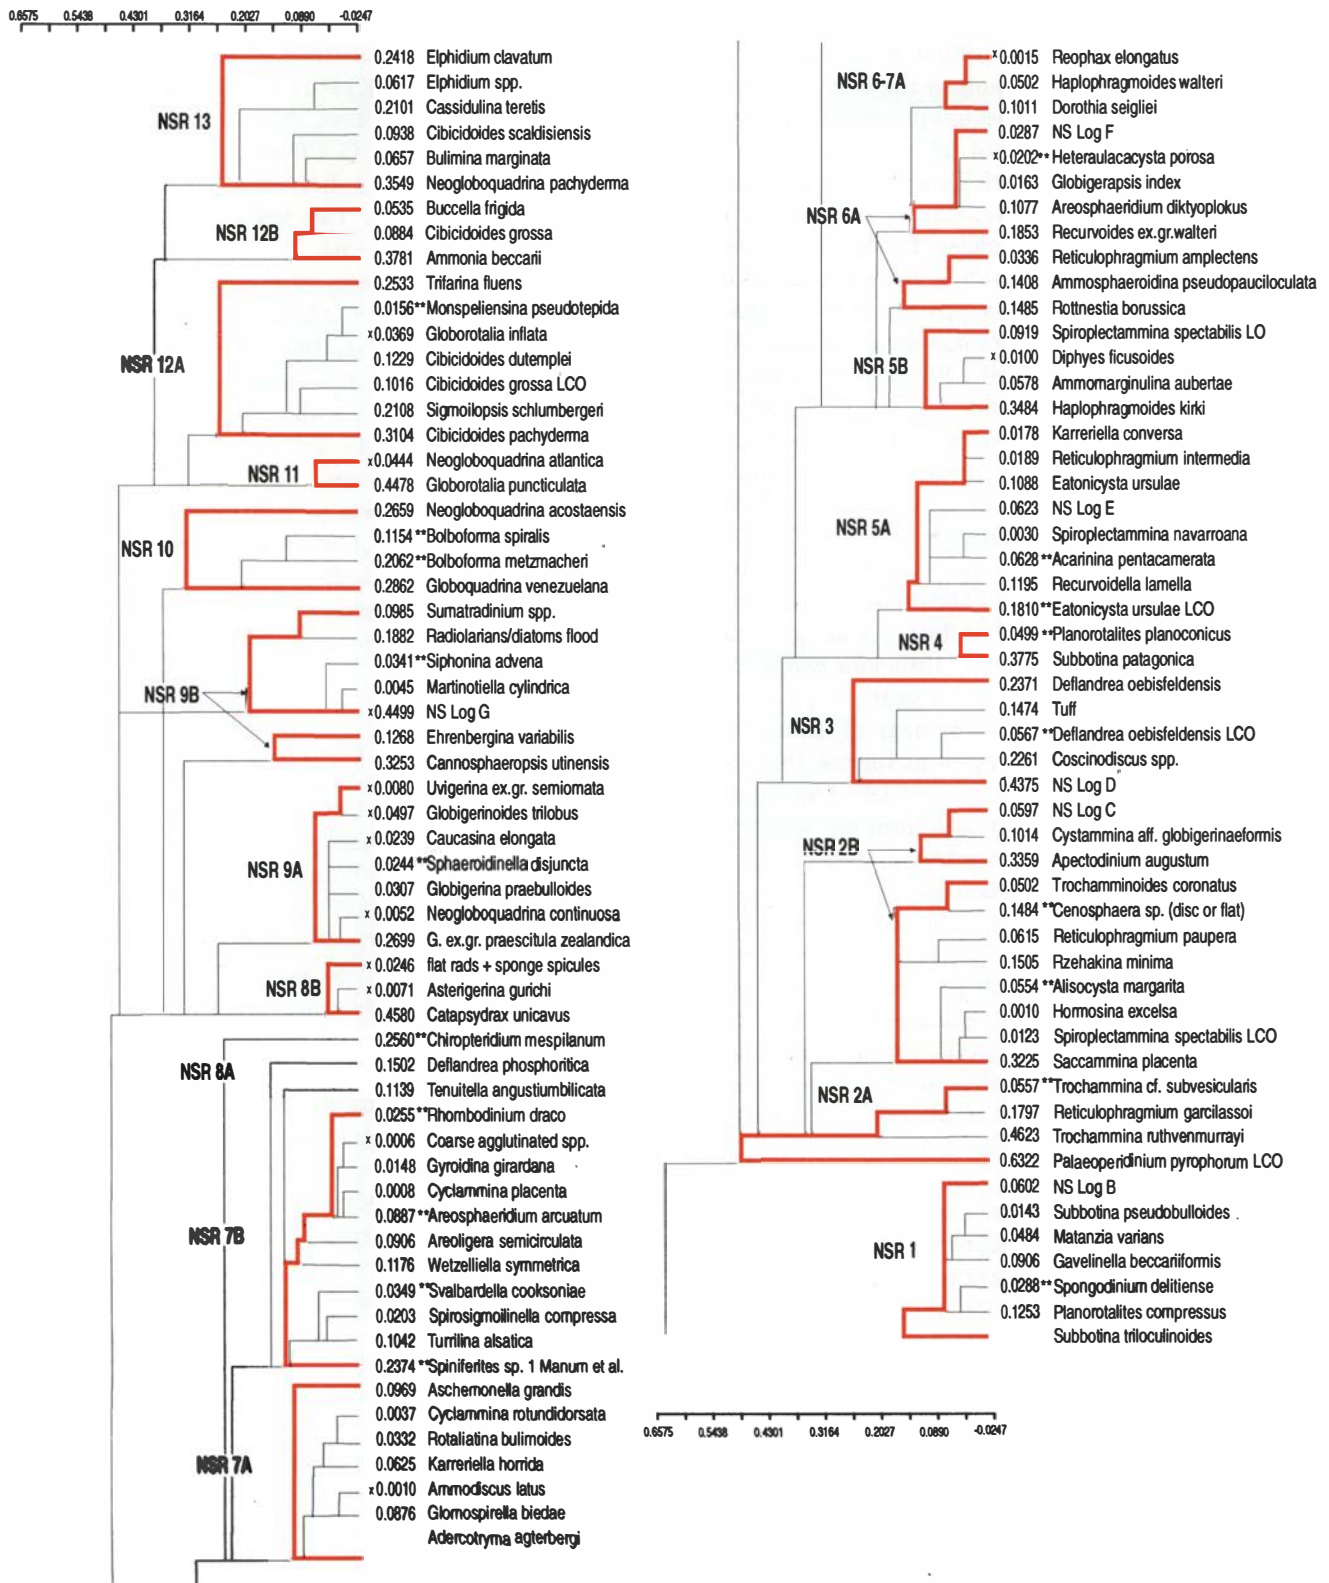 0.6575 0.5438 0.4301 0.3164 0.2027 0.0890 -0.0247
NSR 13
0.2418 Elphidium clavatum
0.0617 Elphidium spp.
0.2101 Cassidulina teretis
0.0938 Cibicidoides scaldisiensis
0.0657 Bulimina marginata
0.3549 Neogloboquadrina pachyderma
NSR 12B
0.0535 Buccella frigida
0.0884 Cibicidoides grossa
0.3781 Ammonia beccarii
NSR 12A
0.2533 Trifarina fluens
0.0156** Monspeliensina pseudotepida
x0.0369 Globorotalia inflata
0.1229 Cibicidoides dutemplei
0.1016 Cibicidoides grossa LCO
0.2108 Sigmoilopsis schlumbergeri
0.3104 Cibicidoides pachyderma
NSR 11
x0.0444 Neogloboquadrina atlantica
0.4478 Globorotalia puncticulata
NSR 10
0.2659 Neogloboquadrina acostaensis
0.1154 **Bolboforma spiralis
0.2062 **Bolboforma metzmacheri
0.2862 Globoquadrina venezuelana
NSR 9B
0.0985 Sumatradinium spp.
0.1882 Radiolarians/diatoms flood
0.0341 **Siphonina advena
0.0045 Martinotiella cylindrica
x0.4499 NS Log G
0.1268 Ehrenbergina variabilis
0.3253 Cannosphaeropsis utinensis
NSR 9A
x0.0080 Uvigerina ex.gr. semiornata
x0.0497 Globigerinoides trilobus
x 0.0239 Caucasina elongata
0.0244 **Sphaeroidinella disjuncta
0.0307 Globigerina praebulloides
x 0.0052 Neogloboquadrina continuosa
0.2699 G. ex.gr. praescitula zealandica
NSR 8B
x 0.0246 flat rads + sponge spicules
x 0.0071 Asterigerina gurichi
0.4580 Catapsydrax unicavus
NSR 8A
0.2560** Chiropteridium mespilanum
0.1502 Deflandrea phosphoritica
0.1139 Tenuitella angustiumbilicata
NSR 7B
0.0255 **Rhombodinium draco
x 0.0006 Coarse agglutinated spp.
0.0148 Gyroidina girardana
0.0008 Cyclammina placenta
0.0887 **Areosphaeridium arcuatum
0.0906 Areoligera semicirculata
0.1176 Wetzelliella symmetrica
0.0349 **Svalbardella cooksoniae
0.0203 Spirosigmoilinella compressa
0.1042 Turrilina alsatica
0.2374 **Spiniferites sp. 1 Manum et al.
NSR 7A
0.0969 Aschemonella grandis
0.0037 Cyclammina rotundidorsata
0.0332 Rotaliatina bulimoides
0.0625 Karreriella horrida
x0.0010 Ammodiscus latus
0.0876 Glomospirella biedae
Adercotryma agterbergi
NSR 6-7A
x0.0015 Reophax elongatus
0.0502 Haplophragmoides walteri
0.1011 Dorothia seigliei
NSR 6A
0.0287 NS Log F
x0.0202** Heteraulacacysta porosa
0.0163 Globigerapsis index
0.1077 Areosphaeridium diktyoplokus
0.1853 Recurvoides ex.gr.walteri
0.0336 Reticulophragmium amplectens
0.1408 Ammosphaeroidina pseudopauciloculata
0.1485 Rottnestia borussica
NSR 5B
0.0919 Spiroplectammina spectabilis LO
x 0.0100 Diphyes ficusoides
0.0578 Ammomarginulina aubertae
0.3484 Haplophragmoides kirki
NSR 5A
0.0178 Karreriella conversa
0.0189 Reticulophragmium intermedia
0.1088 Eatonicysta ursulae
0.0623 NS Log E
0.0030 Spiroplectammina navarroana
0.0628 **Acarinina pentacamerata
0.1195 Recurvoidella lamella
0.1810 **Eatonicysta ursulae LCO
NSR 4
0.0499 **Planorotalites planoconicus
0.3775 Subbotina patagonica
NSR 3
0.2371 Deflandrea oebisfeldensis
0.1474 Tuff
0.0567 **Deflandrea oebisfeldensis LCO
0.2261 Coscinodiscus spp.
0.4375 NS Log D
NSR 2B
0.0597 NS Log C
0.1014 Cystammina aff. globigerinaeformis
0.3359 Apectodinium augustum
0.0502 Trochamminoides coronatus
0.1484 **Cenosphaera sp. (disc or flat)
0.0615 Reticulophragmium paupera
0.1505 Rzehakina minima
0.0554 **Alisocysta margarita
0.0010 Hormosina excelsa
0.0123 Spiroplectammina spectabilis LCO
0.3225 Saccammina placenta
NSR 2A
0.0557 **Trochammina cf. subvesicularis
0.1797 Reticulophragmium garcilassoi
0.4623 Trochammina ruthvenmurrayi
0.6322 Palaeoperidinium pyrophorum LCO
NSR 1
0.0602 NS Log B
0.0143 Subbotina pseudobulloides
0.0484 Matanzia varians
0.0906 Gavelinella beccariiformis
0.0288** Spongodinium delitiense
0.1253 Planorotalites compressus
Subbotina triloculinoides
0.6575 0.5438 0.4301 0.3164 0.2027 0.0890 -0.0247